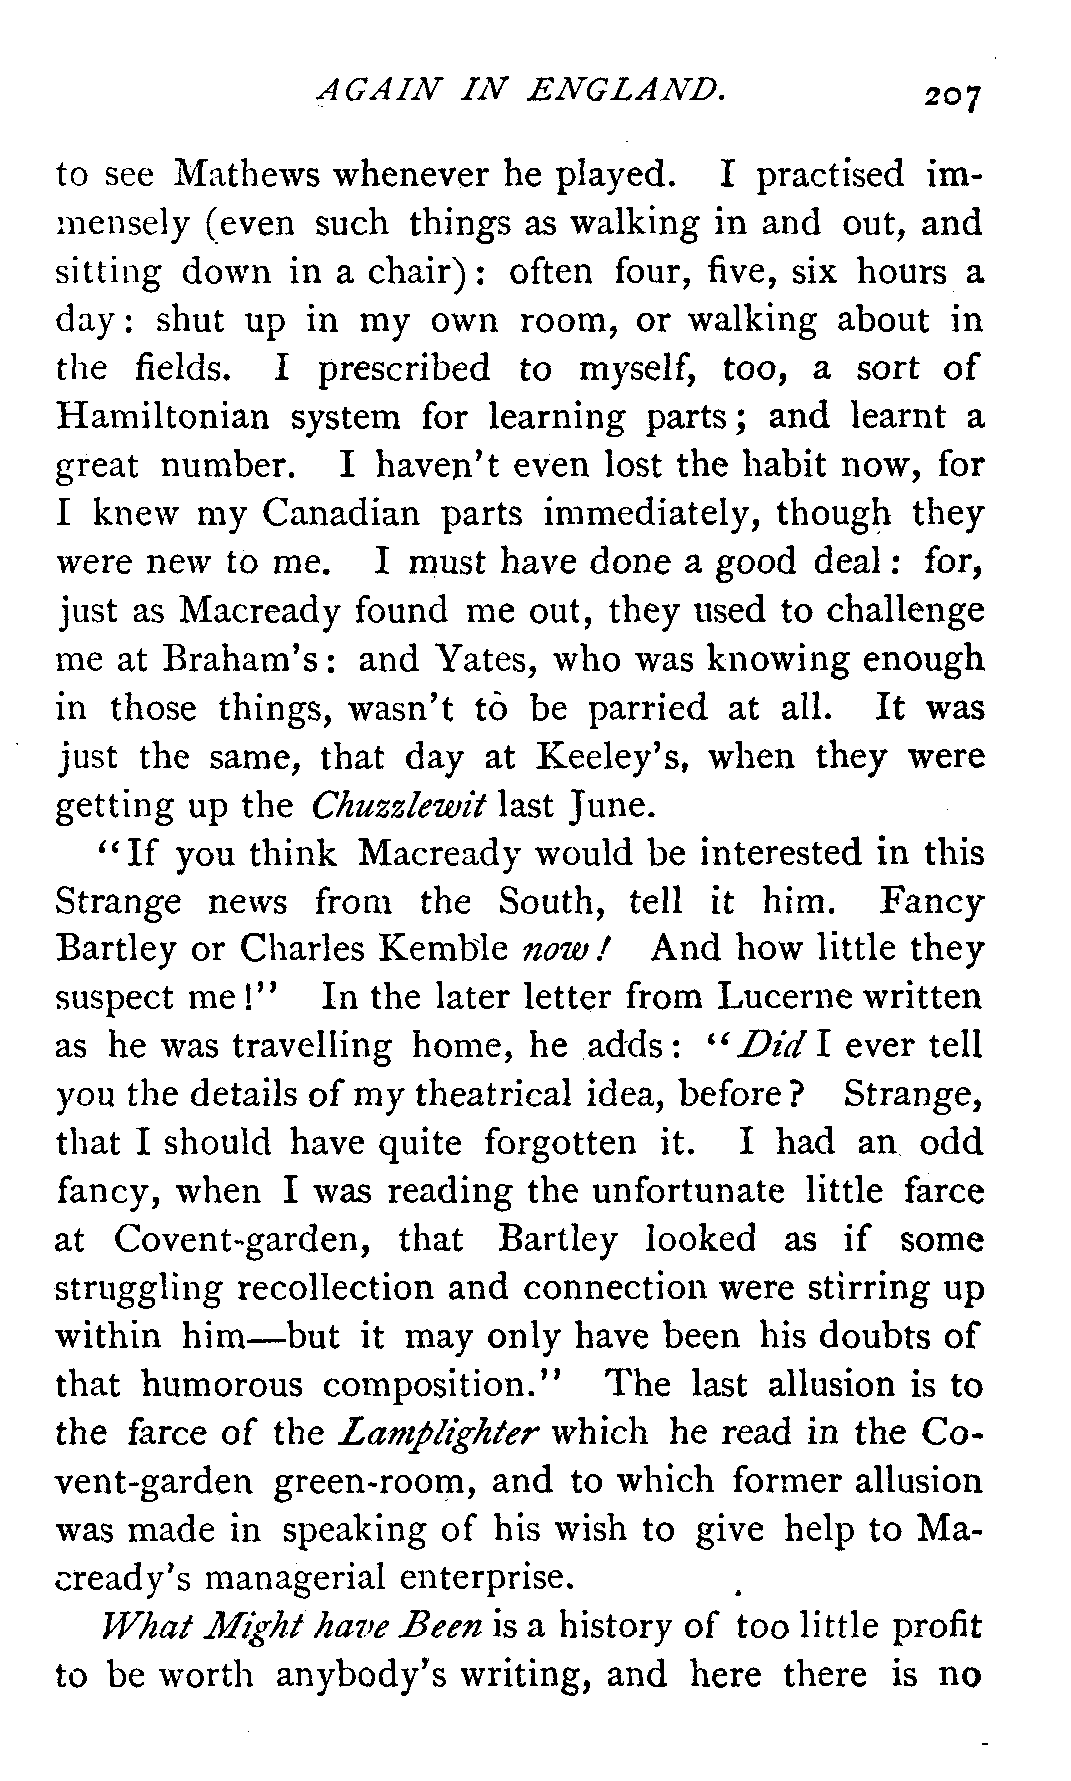 AGAIN IN ENGLAND. 207
to see Mathews whenever he played. I practised im-
mensely (even such things as walking in and out, and
sitting down in a chair): often four, five, six hours a
day: shut up in my own room, or walking about in
the fields. I prescribed to myself, too, a sort of
Hamiltonian system for learning parts; and learnt a
great number. I haven't even lost the habit now, for
I knew my Canadian parts immediately, though they
were new to me. I must have done a good deal: for,
just as Macready found me out, they used to challenge
me at Braham's: and Yates, who was knowing enough
in those things, wasn't to be parried at all. It was
just the same, that day at Keeley's, when they were
getting up the Chuzzlewit last June.
"If you think Macready would be interested in this
Strange news from the South, tell it him. Fancy
Bartley or Charles Kemble now! And how little they
suspect me!" In the later letter from Lucerne written
as he was travelling home, he adds: "Did I ever tell
you the details of my theatrical idea, before? Strange,
that I should have quite forgotten it. I had an odd
fancy, when I was reading the unfortunate little farce
at Covent-garden, that Bartley looked as if some
struggling recollection and connection were stirring up
within him—but it may only have been his doubts of
that humorous composition." The last allusion is to
the farce of the Lamplighter which he read in the Co-
vent-garden green-room, and to which former allusion
was made in speaking of his wish to give help to Ma-
cready's managerial enterprise.
What Might have Been is a history of too little profit
to be worth anybody's writing, and here there is no